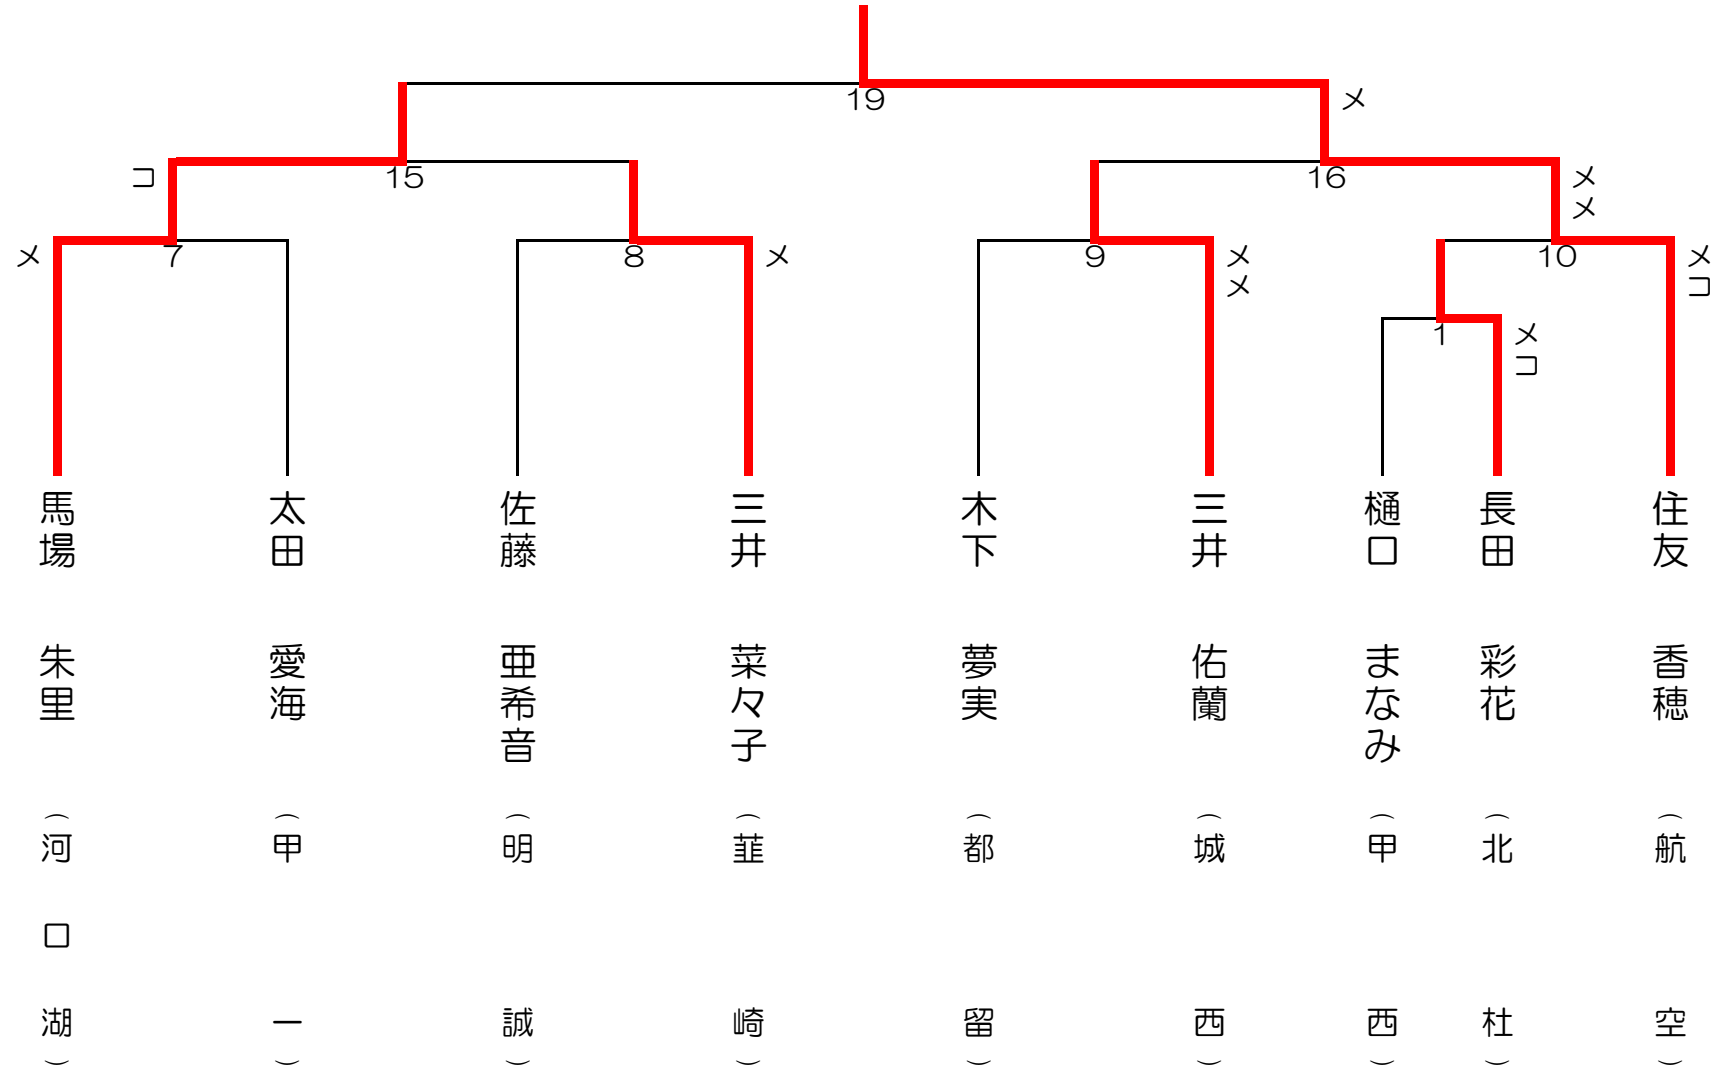 19
メ
コ
15
16
メ
メ
メ
7
8
メ
9
メ
メ
10
メ
コ
1
メ
コ
馬場 朱里 (河口湖)
太田 愛海 (甲一)
佐藤 亜希音 (明誠)
三井 菜々子 (韮崎)
木下 夢実 (都留)
三井 佑蘭 (城西)
樋口 まなみ (甲西)
長田 彩花 (北杜)
住友 香穂 (航空)